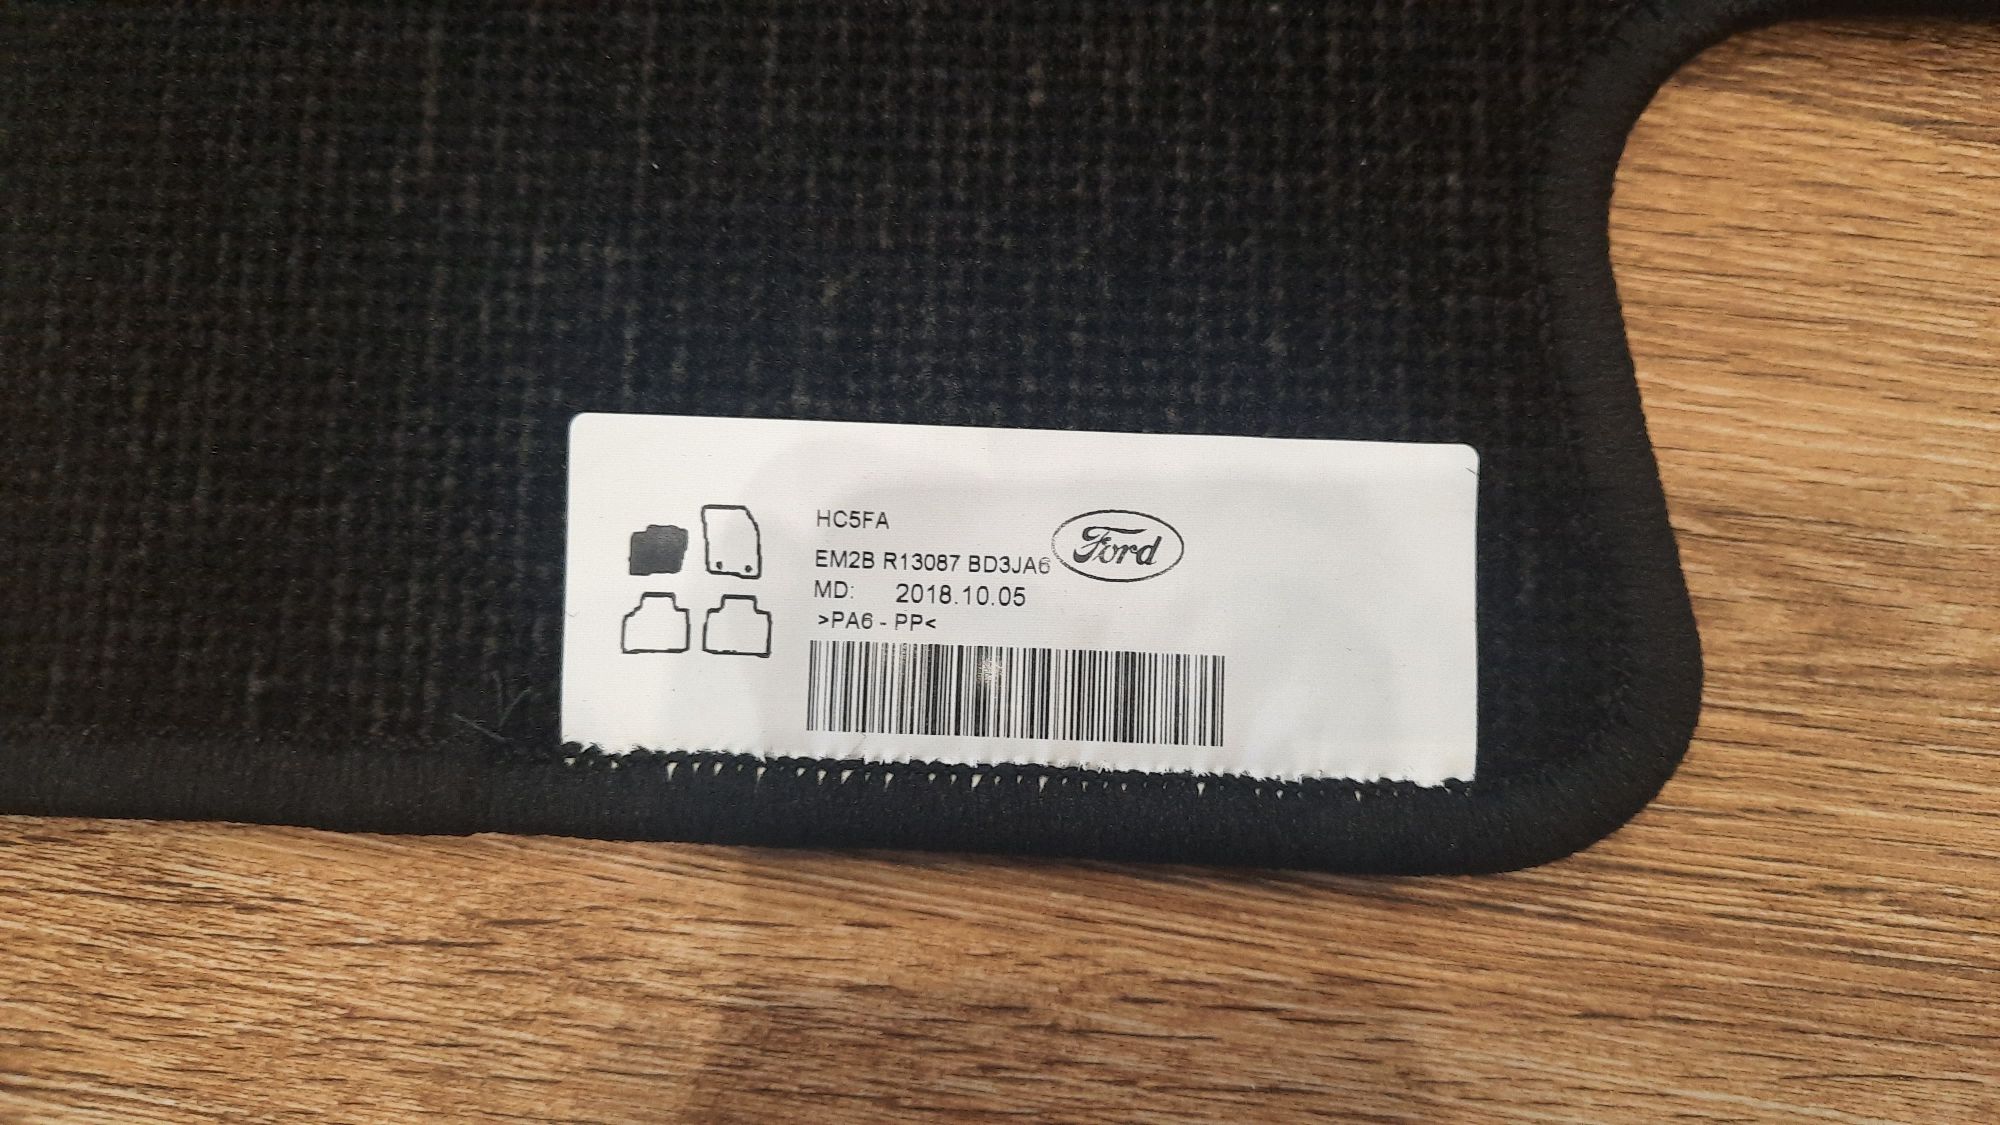 HC5FA
Ford
EM2B R13087 BD3JA6
MD: 2018.10.05
>PA6 - PP<